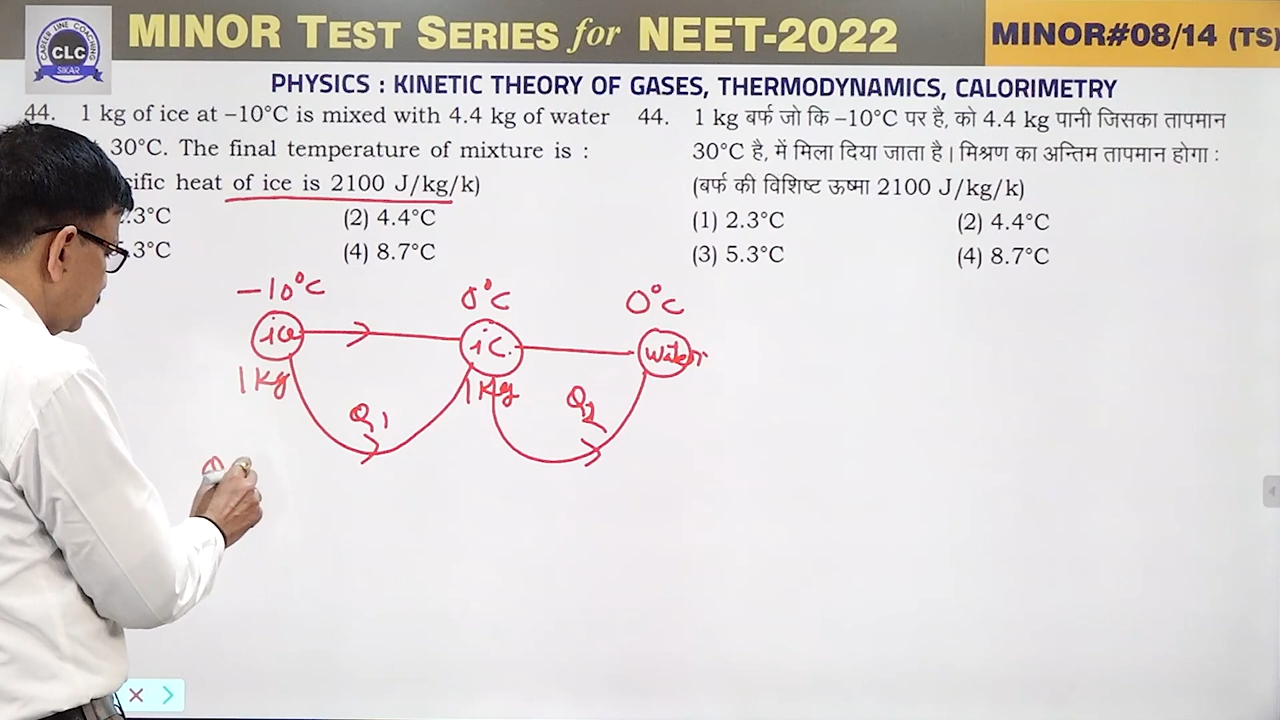 MINOR TEST SERIES for NEET-2022
MINOR#08/14 (TS)
CAREER LINE COACHING
CLC
SIKAR
PHYSICS : KINETIC THEORY OF GASES, THERMODYNAMICS, CALORIMETRY
44. 1 kg of ice at –10°C is mixed with 4.4 kg of water
30°C. The final temperature of mixture is :
heat of ice is 2100 J/kg/k)
.3°C (2) 4.4°C
.3°C (4) 8.7°C
44. 1 kg बर्फ जो कि –10°C पर है, को 4.4 kg पानी जिसका तापमान
30°C है, में मिला दिया जाता है। मिश्रण का अन्तिम तापमान होगा :
(बर्फ की विशिष्ट ऊष्मा 2100 J/kg/k)
(1) 2.3°C (2) 4.4°C
(3) 5.3°C (4) 8.7°C
–10°C 0°C 0°C
ice ic. water
1 kg 1 kg
Q1 Q2